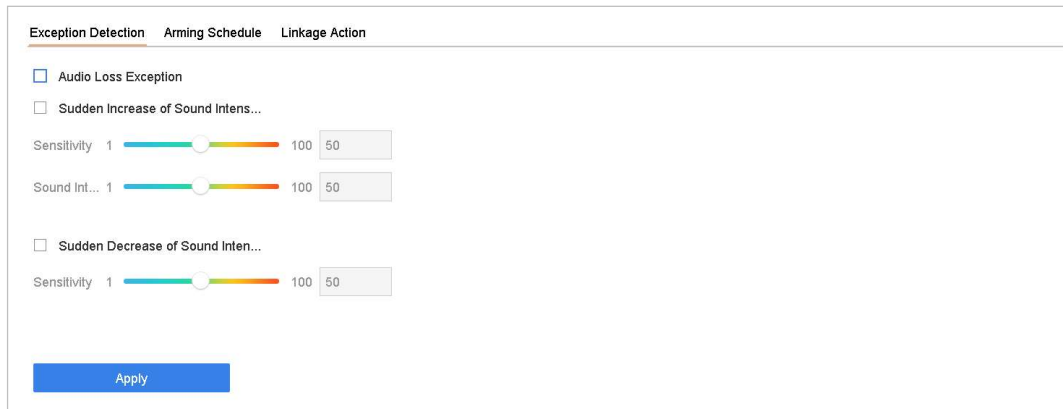 Exception Detection Arming Schedule Linkage Action
Audio Loss Exception
Sudden Increase of Sound Intens...
Sensitivity 1 100 50
Sound Int... 1 100 50
Sudden Decrease of Sound Inten...
Sensitivity 1 100 50
Apply